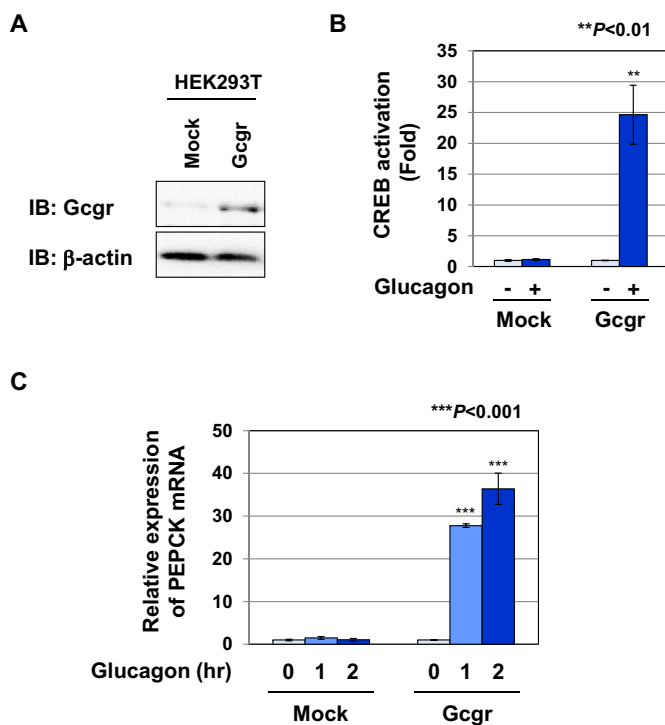 A
HEK293T
Mock
Gcgr
IB: Gcgr
IB: β-actin
B
**P<0.01
CREB activation
(Fold)
35
30
25
20
15
10
5
0
**
Glucagon - + - +
Mock Gcgr
C
***P<0.001
Relative expression
of PEPCK mRNA
50
40
30
20
10
0
***
***
Glucagon (hr) 0 1 2 0 1 2
Mock Gcgr